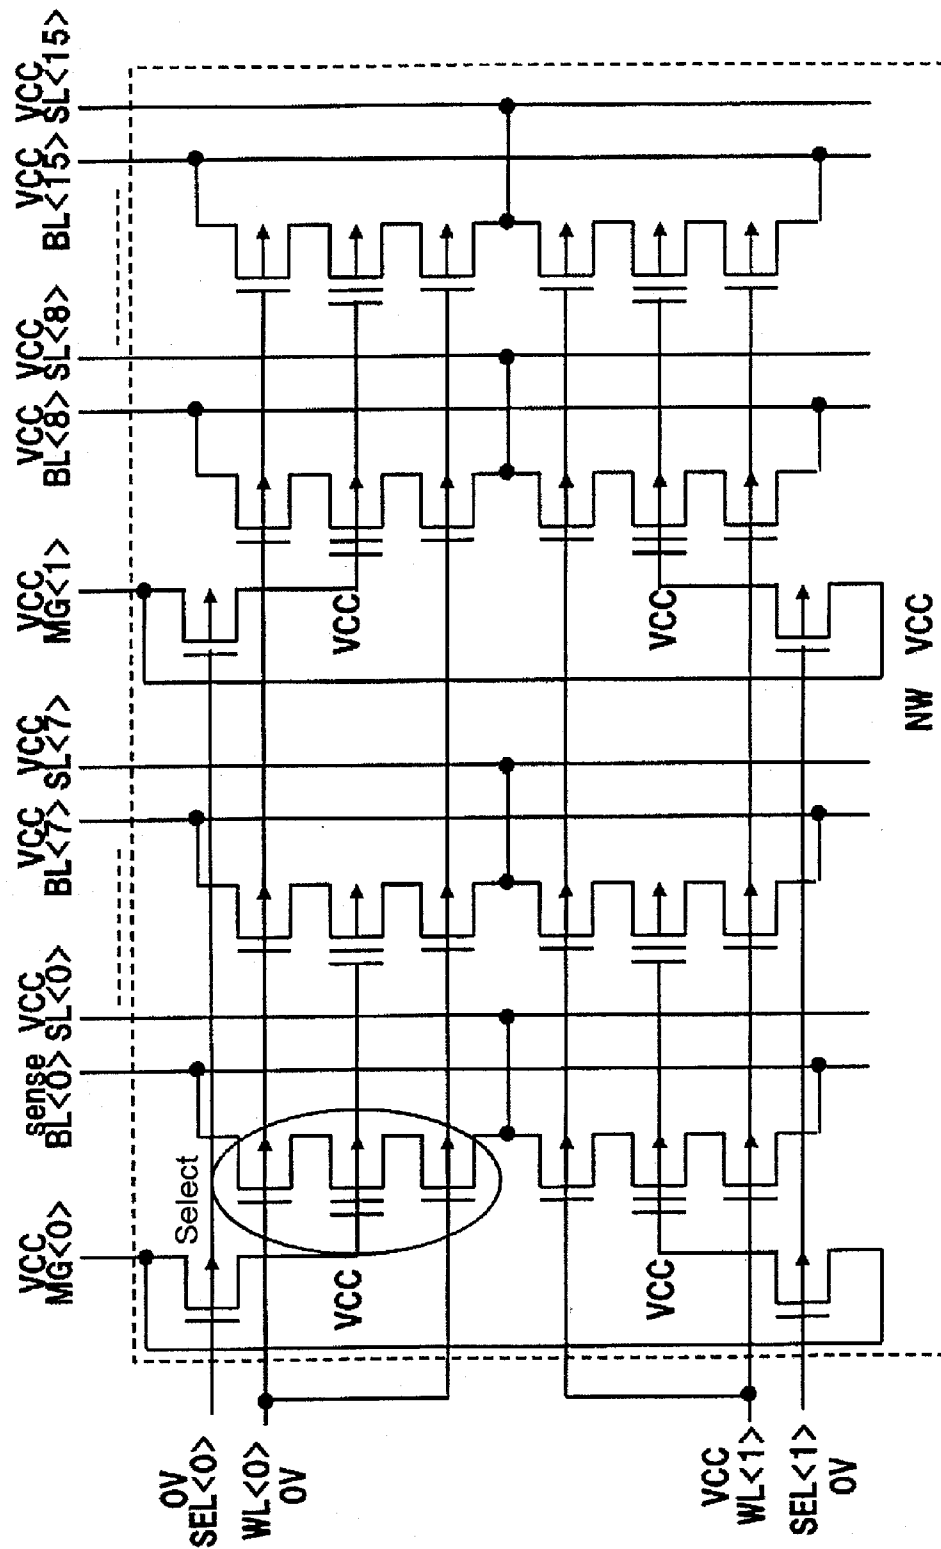 VCC
MG<0>
sense
BL<0>
VCC
SL<0>
VCC
BL<7>
VCC
SL<7>
VCC
MG<1>
VCC
BL<8>
VCC
SL<8>
VCC
BL<15>
VCC
SL<15>
Select
0V
SEL<0>
WL<0>
0V
VCC
VCC
VCC
VCC
VCC
WL<1>
SEL<1>
0V
NW VCC